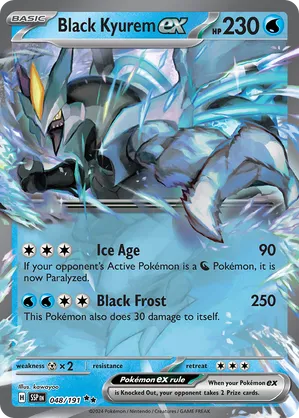 BASIC Black Kyurem ex HP 230
Ice Age 90
If your opponent's Active Pokémon is a Pokémon, it is
now Paralyzed.
Black Frost 250
This Pokémon also does 30 damage to itself.
weakness ×2 resistance retreat
Illus. kawayoo
Pokémon ex rule
When your Pokémon ex
is Knocked Out, your opponent takes 2 Prize cards.
H SSP EN 048/191
©2024 Pokémon / Nintendo / Creatures / GAME FREAK